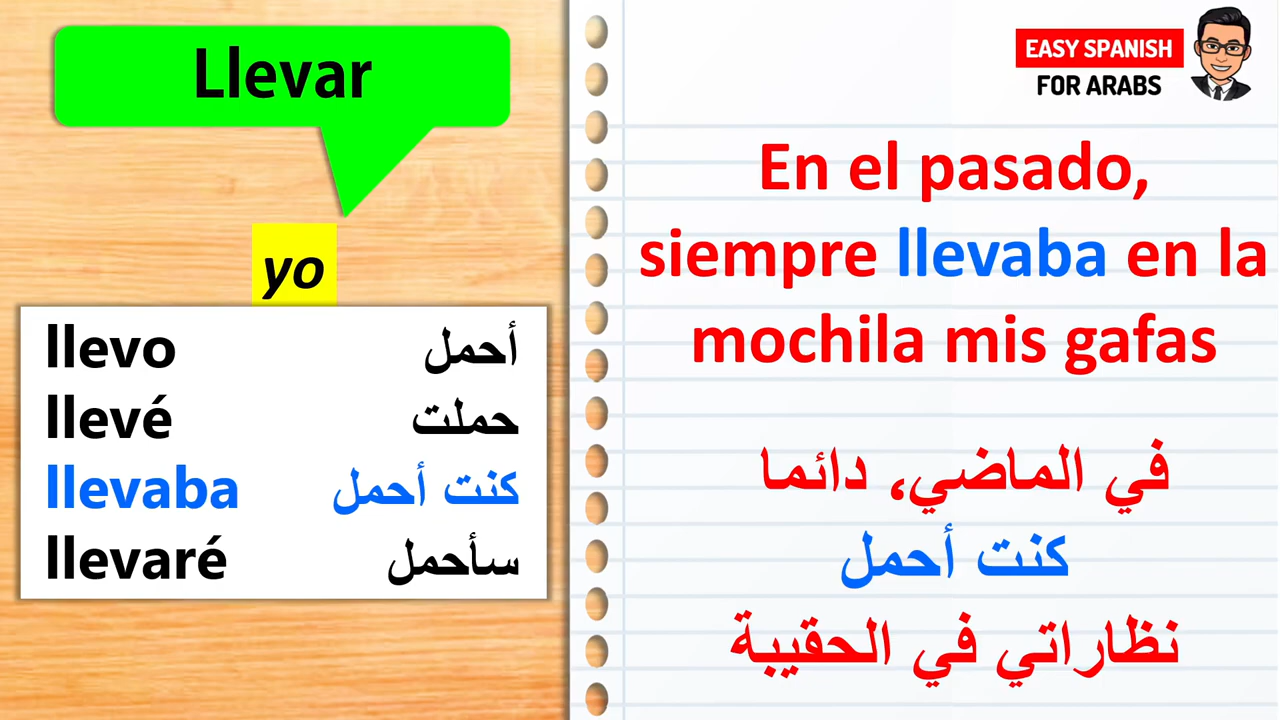 Llevar
yo
llevo أحمل
llevé حملت
llevaba كنت أحمل
llevaré سأحمل
EASY SPANISH
FOR ARABS
En el pasado,
siempre llevaba en la
mochila mis gafas
في الماضي، دائما
كنت أحمل
نظاراتي في الحقيبة